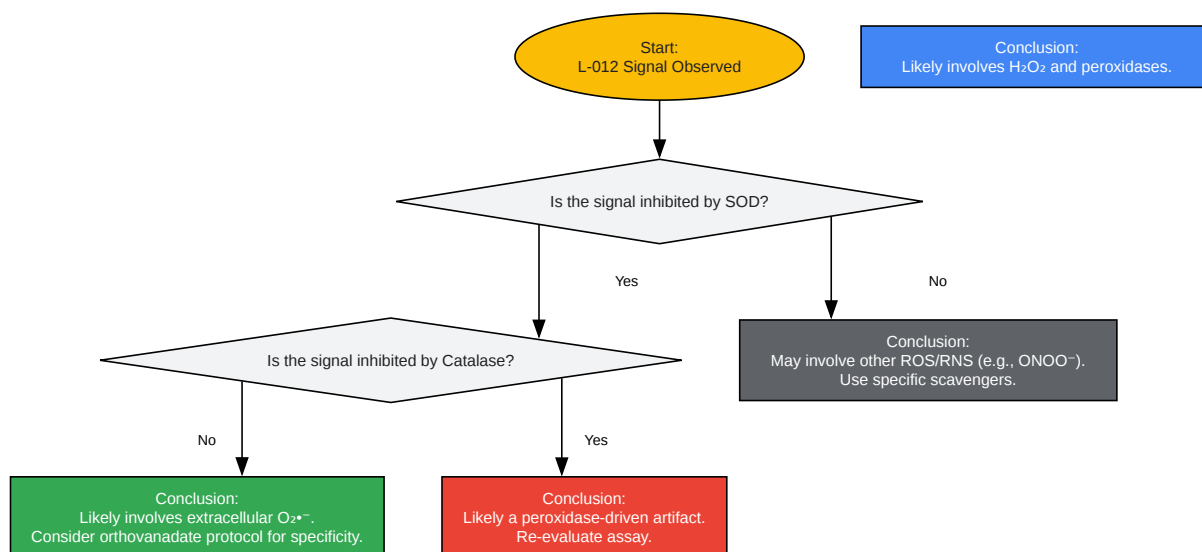 Start:
L-012 Signal Observed
Conclusion:
Likely involves H₂O₂ and peroxidases.
Is the signal inhibited by SOD?
Yes
No
Is the signal inhibited by Catalase?
Conclusion:
May involve other ROS/RNS (e.g., ONOO⁻).
Use specific scavengers.
No
Yes
Conclusion:
Likely involves extracellular O₂•⁻.
Consider orthovanadate protocol for specificity.
Conclusion:
Likely a peroxidase-driven artifact.
Re-evaluate assay.